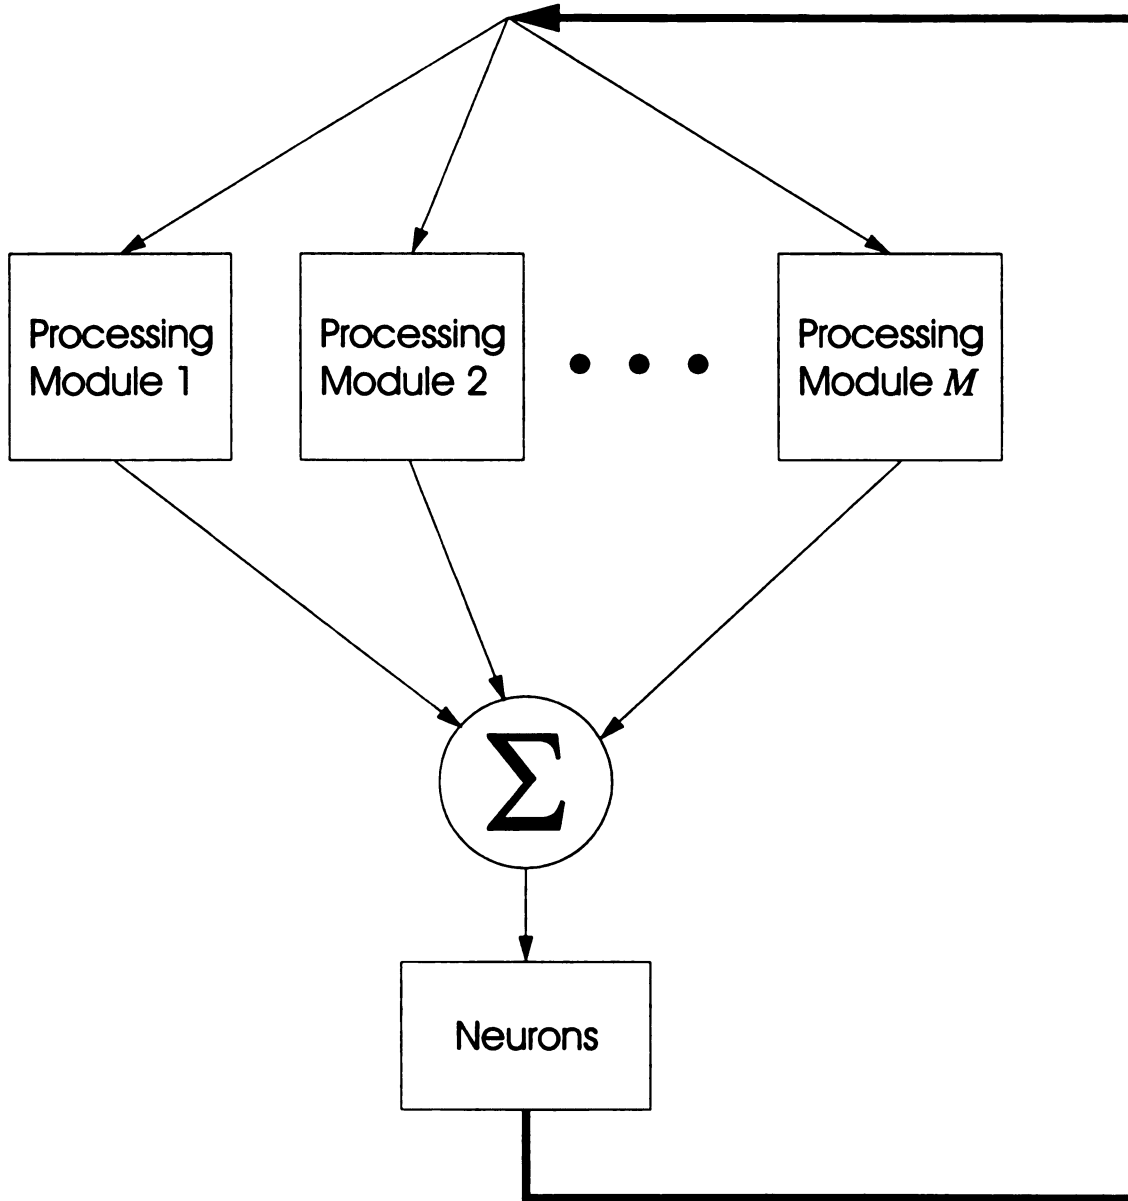 Processing
Module 1
Processing
Module 2
Processing
Module M
Σ
Neurons